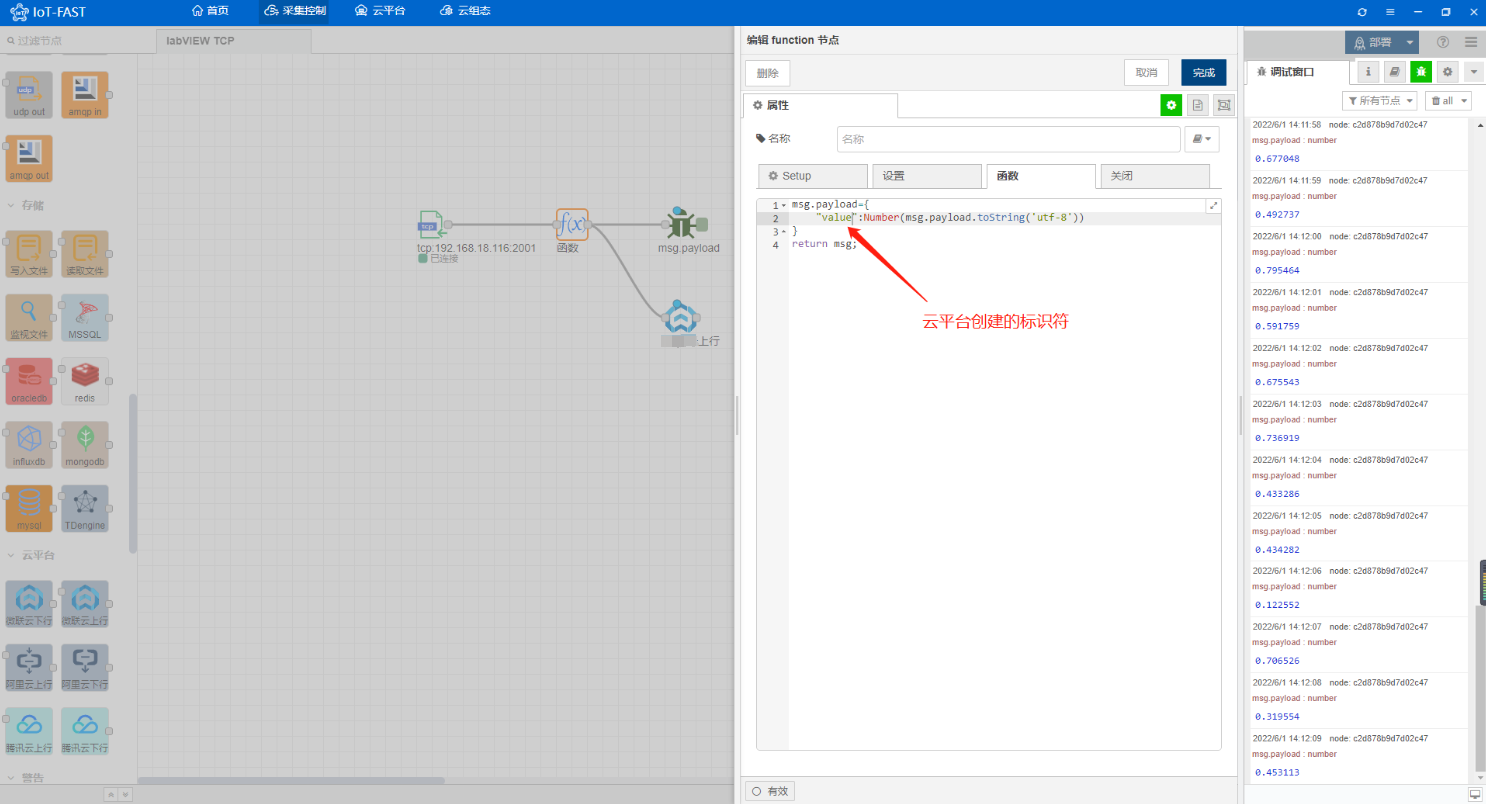 IoT-FAST
首页
采集控制
云平台
云组态
过滤节点
labVIEW TCP
udp out
amqp in
amqp out
存储
写入文件
读取文件
监视文件
MSSQL
oracledb
redis
influxdb
mongodb
mysql
TDengine
云平台
微联云下行
微联云上行
阿里云上行
阿里云下行
腾讯云上行
腾讯云下行
警告
tcp
tcp:192.168.18.116:2001
已连接
f(x)
函数
msg.payload
上行
编辑 function 节点
删除
取消
完成
属性
名称
名称
Setup
设置
函数
关闭
1 msg.payload={
2 "value":Number(msg.payload.toString('utf-8'))
3 }
4 return msg;
云平台创建的标识符
有效
部署
调试窗口
所有节点
all
2022/6/1 14:11:58 node: c2d878b9d7d02c47
msg.payload : number
0.677048
2022/6/1 14:11:59 node: c2d878b9d7d02c47
msg.payload : number
0.492737
2022/6/1 14:12:00 node: c2d878b9d7d02c47
msg.payload : number
0.795464
2022/6/1 14:12:01 node: c2d878b9d7d02c47
msg.payload : number
0.591759
2022/6/1 14:12:02 node: c2d878b9d7d02c47
msg.payload : number
0.675543
2022/6/1 14:12:03 node: c2d878b9d7d02c47
msg.payload : number
0.736919
2022/6/1 14:12:04 node: c2d878b9d7d02c47
msg.payload : number
0.433286
2022/6/1 14:12:05 node: c2d878b9d7d02c47
msg.payload : number
0.434282
2022/6/1 14:12:06 node: c2d878b9d7d02c47
msg.payload : number
0.122552
2022/6/1 14:12:07 node: c2d878b9d7d02c47
msg.payload : number
0.706526
2022/6/1 14:12:08 node: c2d878b9d7d02c47
msg.payload : number
0.319554
2022/6/1 14:12:09 node: c2d878b9d7d02c47
msg.payload : number
0.453113